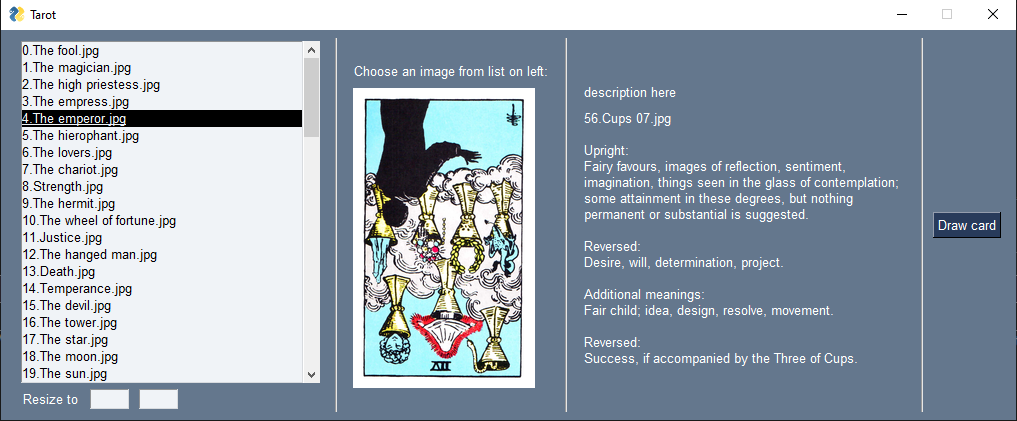 Tarot
0.The fool.jpg
1.The magician.jpg
2.The high priestess.jpg
3.The empress.jpg
4.The emperor.jpg
5.The hierophant.jpg
6.The lovers.jpg
7.The chariot.jpg
8.Strength.jpg
9.The hermit.jpg
10.The wheel of fortune.jpg
11.Justice.jpg
12.The hanged man.jpg
13.Death.jpg
14.Temperance.jpg
15.The devil.jpg
16.The tower.jpg
17.The star.jpg
18.The moon.jpg
19.The sun.jpg
Resize to
Choose an image from list on left:
VII
description here
56.Cups 07.jpg
Upright:
Fairy favours, images of reflection, sentiment,
imagination, things seen in the glass of contemplation;
some attainment in these degrees, but nothing
permanent or substantial is suggested.
Reversed:
Desire, will, determination, project.
Additional meanings:
Fair child; idea, design, resolve, movement.
Reversed:
Success, if accompanied by the Three of Cups.
Draw card